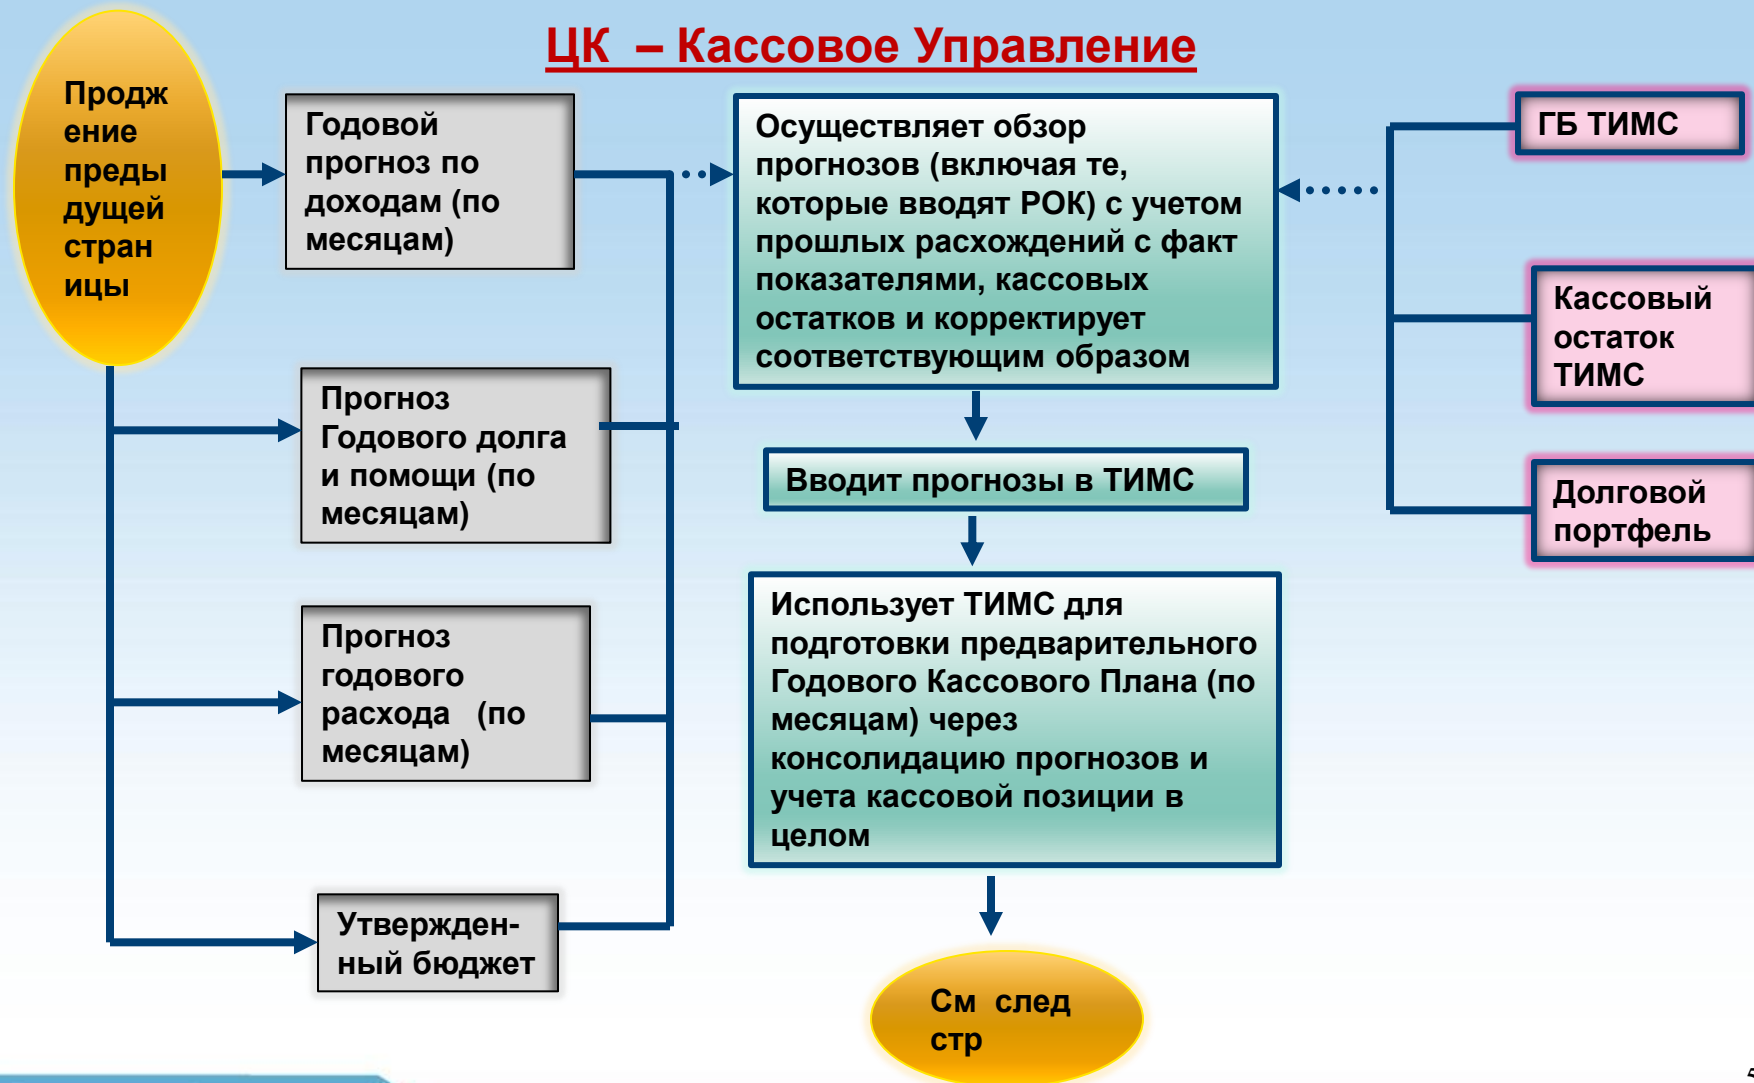 ЦК – Кассовое Управление
Продж
ение
преды
дущей
стран
ицы
Годовой
прогноз по
доходам (по
месяцам)
Прогноз
Годового долга
и помощи (по
месяцам)
Прогноз
годового
расхода (по
месяцам)
Утвержден-
ный бюджет
Осуществляет обзор
прогнозов (включая те,
которые вводят РОК) с учетом
прошлых расхождений с факт
показателями, кассовых
остатков и корректирует
соответствующим образом
Вводит прогнозы в ТИМС
Использует ТИМС для
подготовки предварительного
Годового Кассового Плана (по
месяцам) через
консолидацию прогнозов и
учета кассовой позиции в
целом
См след
стр
ГБ ТИМС
Кассовый
остаток
ТИМС
Долговой
портфель